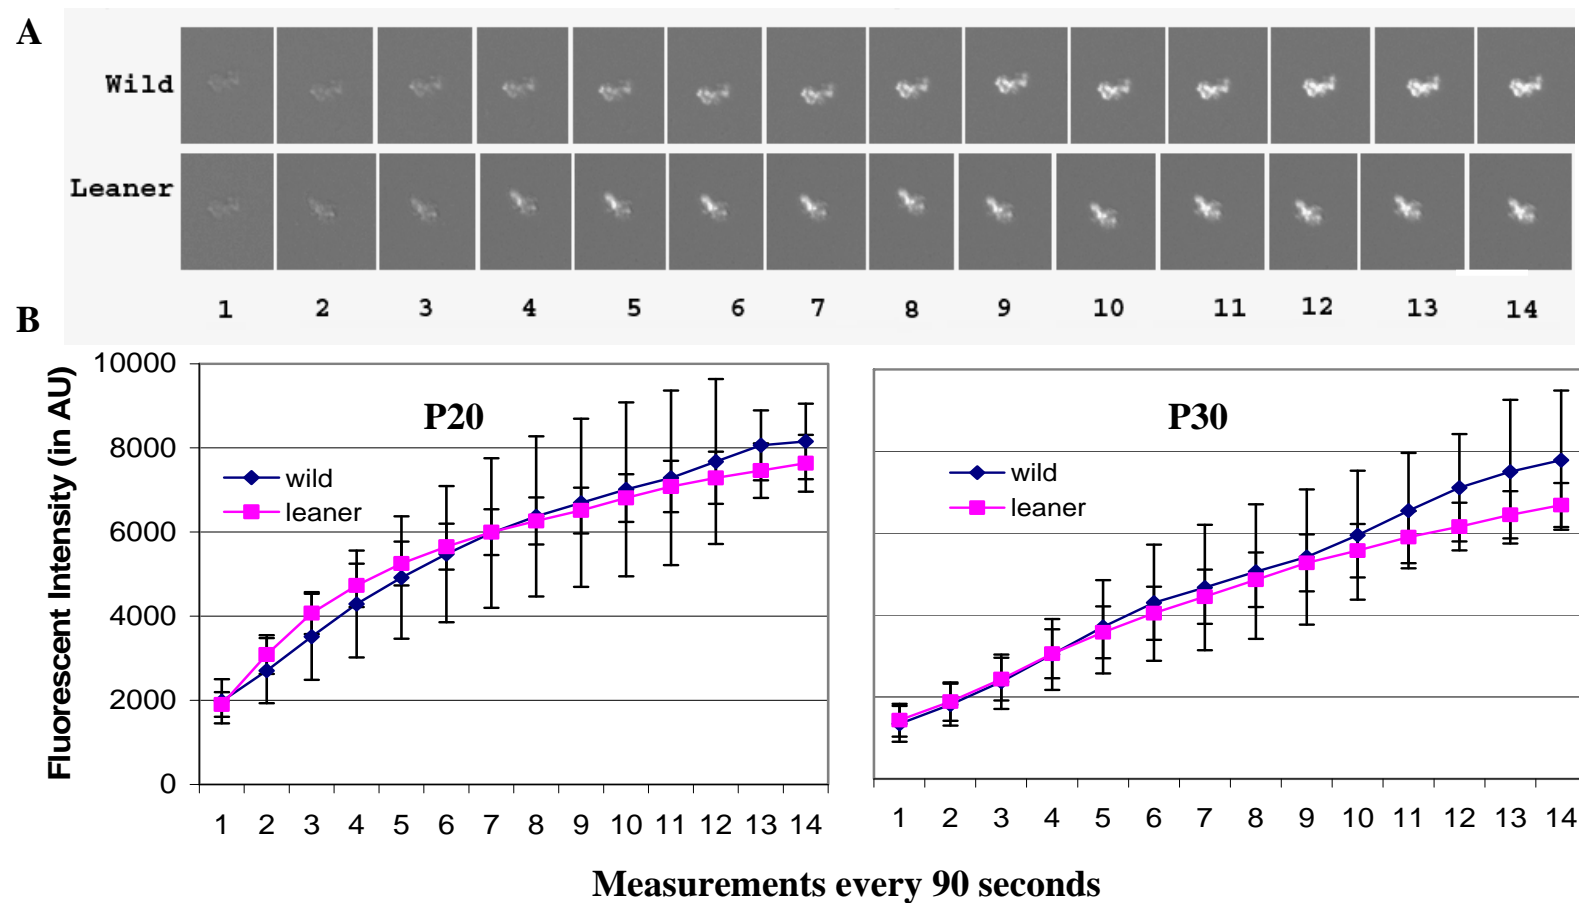 A
Wild
Leaner
1 2 3 4 5 6 7 8 9 10 11 12 13 14
B
Fluorescent Intensity (in AU)
10000
8000
6000
4000
2000
0
P20
wild
leaner
1 2 3 4 5 6 7 8 9 10 11 12 13 14
P30
wild
leaner
1 2 3 4 5 6 7 8 9 10 11 12 13 14
Measurements every 90 seconds